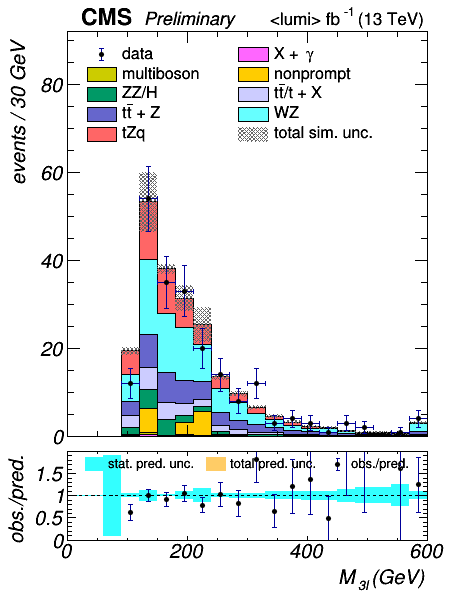 CMS Preliminary <lumi> fb⁻¹ (13 TeV)
events / 30 GeV
data
X + γ
multiboson
nonprompt
ZZ/H
tt̄/t + X
tt̄ + Z
WZ
tZq
total sim. unc.
80
60
40
20
0
obs./pred.
stat. pred. unc.
total pred. unc.
obs./pred.
1.5
1
0.5
0
0 200 400 600
M3l (GeV)